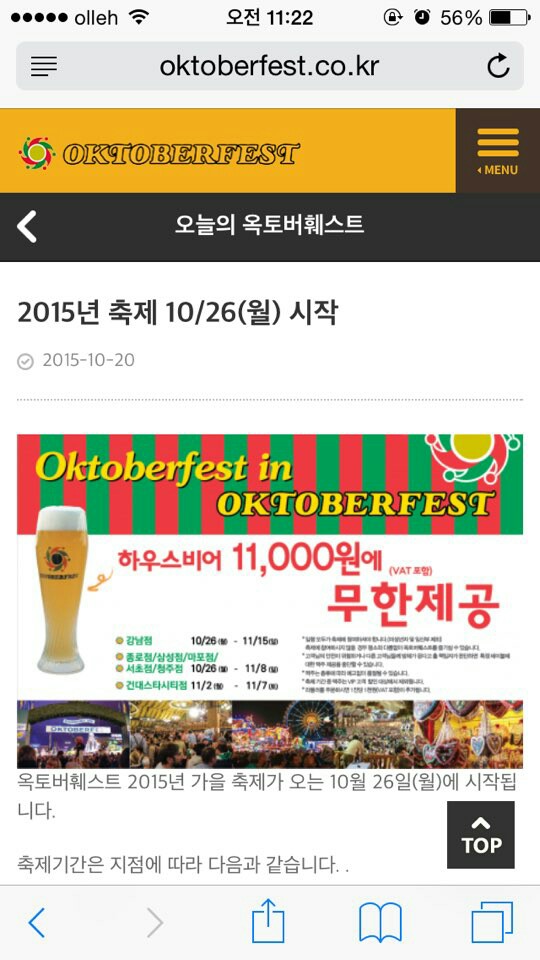 olleh 오전 11:22 56%
oktoberfest.co.kr
OKTOBERFEST
MENU
오늘의 옥토버훼스트
2015년 축제 10/26(월) 시작
2015-10-20
Oktoberfest in
OKTOBERFEST
하우스비어 11,000원에
(VAT 포함)
무한제공
강남점 10/26(월) - 11/15(일)
종로점/삼성점/마포점/
서초점/청주점 10/26(월) - 11/8(일)
건대스타시티점 11/2(월) - 11/7(토)
옥토버훼스트 2015년 가을 축제가 오는 10월 26일(월)에 시작됩
니다.
TOP
축제기간은 지점에 따라 다음과 같습니다. .